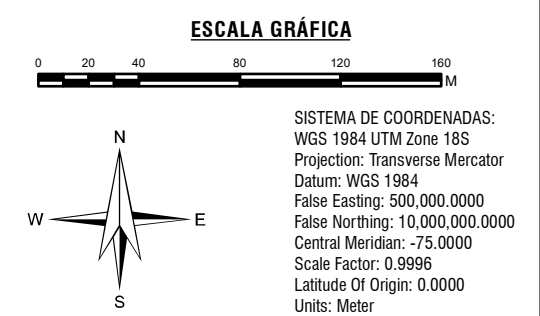 ESCALA GRÁFICA
0 20 40 80 120 160
M
N
W E
S
SISTEMA DE COORDENADAS:
WGS 1984 UTM Zone 18S
Projection: Transverse Mercator
Datum: WGS 1984
False Easting: 500,000.0000
False Northing: 10,000,000.0000
Central Meridian: -75.0000
Scale Factor: 0.9996
Latitude Of Origin: 0.0000
Units: Meter